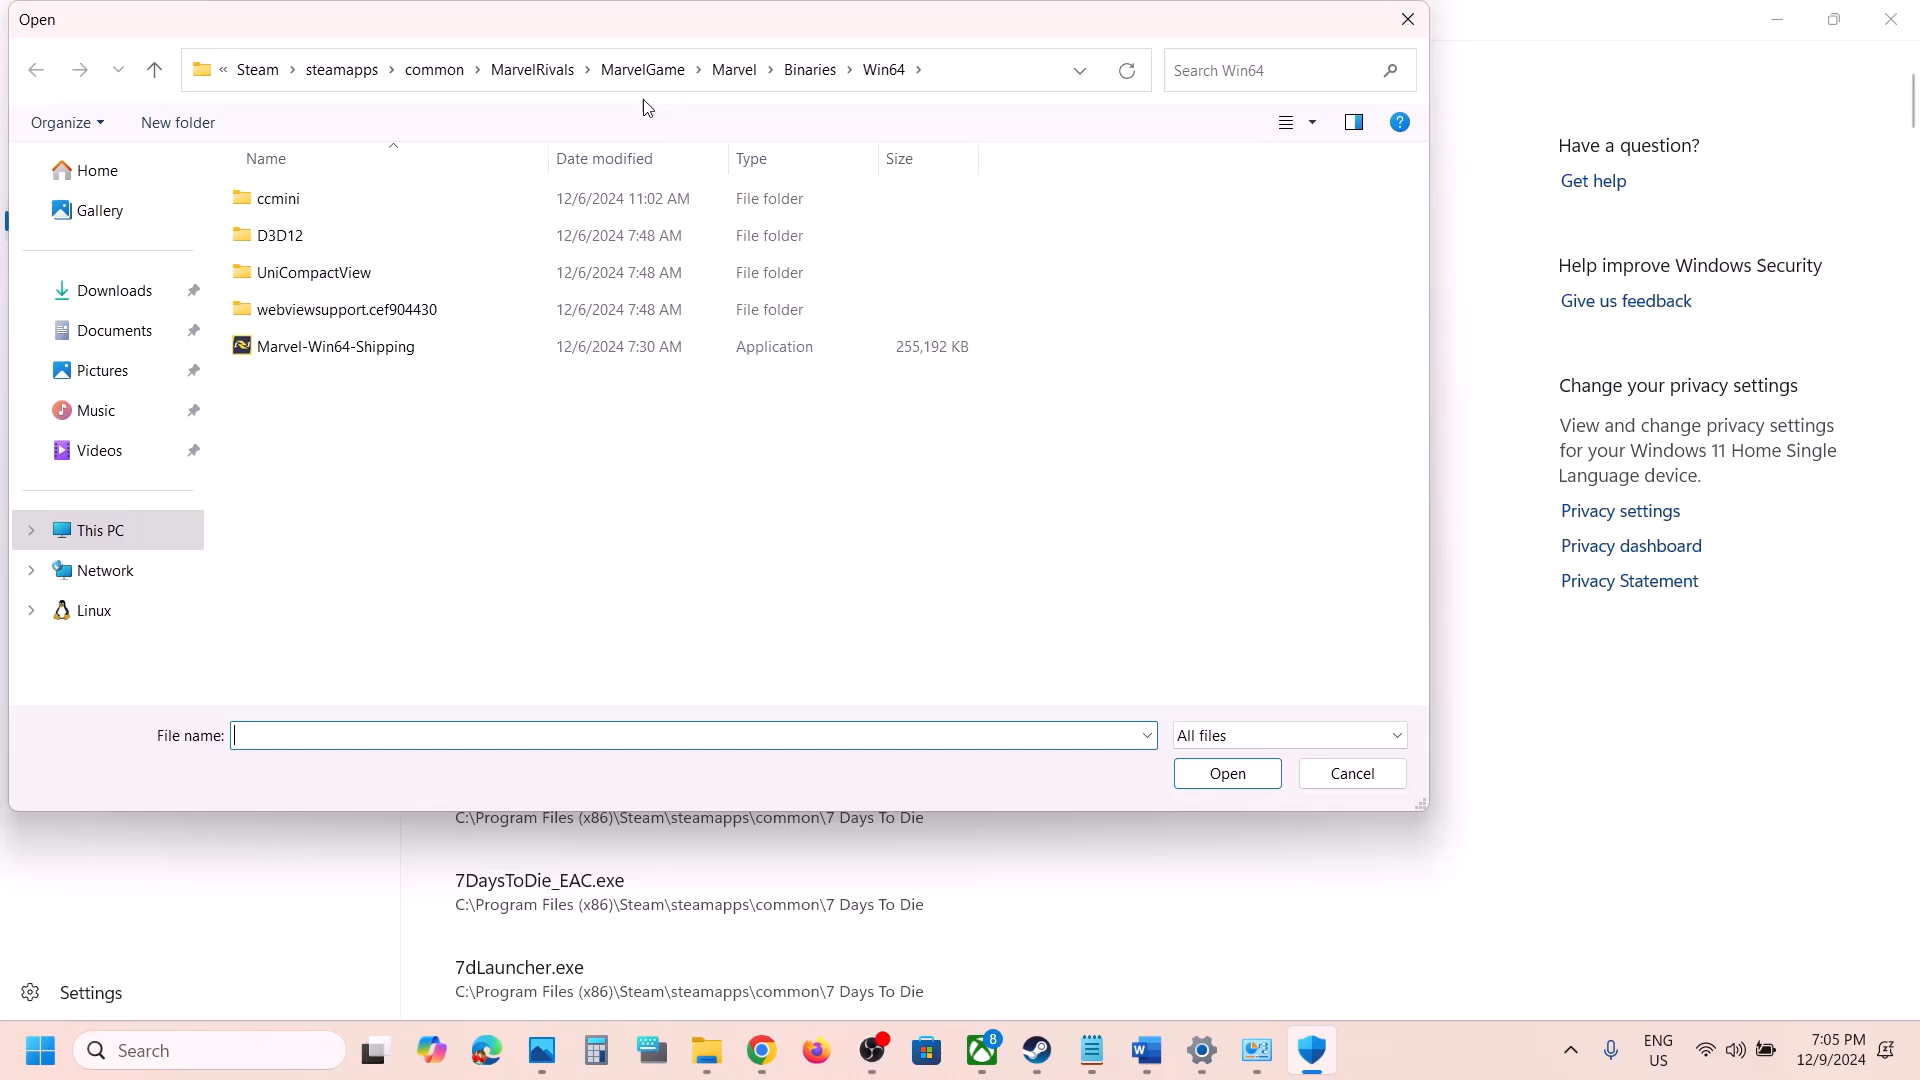 Open
« Steam > steamapps > common > MarvelRivals > MarvelGame > Marvel > Binaries > Win64 >
Search Win64
Organize
New folder
?
Name
Date modified
Type
Size
Home
Gallery
Downloads
Documents
Pictures
Music
Videos
This PC
Network
Linux
ccmini 12/6/2024 11:02 AM File folder
D3D12 12/6/2024 7:48 AM File folder
UniCompactView 12/6/2024 7:48 AM File folder
webviewsupport.cef904430 12/6/2024 7:48 AM File folder
Marvel-Win64-Shipping 12/6/2024 7:30 AM Application 255,192 KB
File name:
All files
Open
Cancel
Have a question?
Get help
Help improve Windows Security
Give us feedback
Change your privacy settings
View and change privacy settings
for your Windows 11 Home Single
Language device.
Privacy settings
Privacy dashboard
Privacy Statement
C:\Program Files (x86)\Steam\steamapps\common\7 Days To Die
7DaysToDie_EAC.exe
C:\Program Files (x86)\Steam\steamapps\common\7 Days To Die
7dLauncher.exe
C:\Program Files (x86)\Steam\steamapps\common\7 Days To Die
Settings
Search
8
ENG
US
7:05 PM
12/9/2024